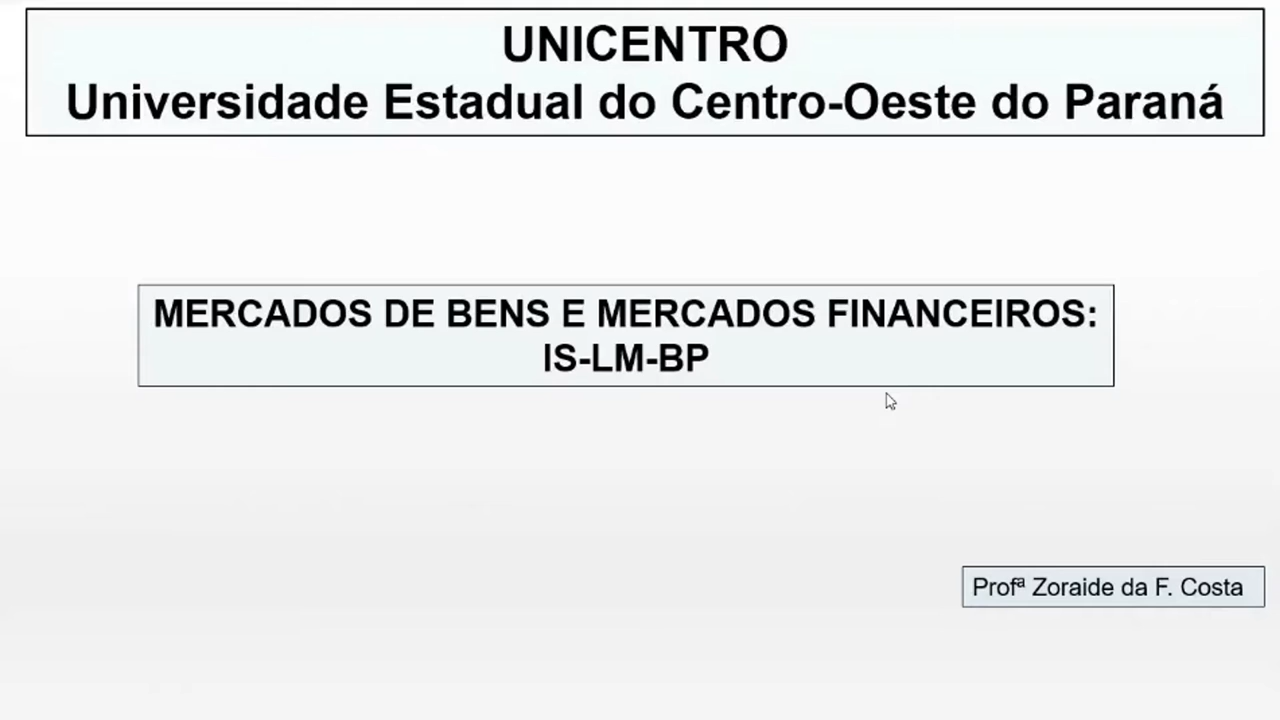 UNICENTRO
Universidade Estadual do Centro-Oeste do Paraná
MERCADOS DE BENS E MERCADOS FINANCEIROS:
IS-LM-BP
Profª Zoraide da F. Costa